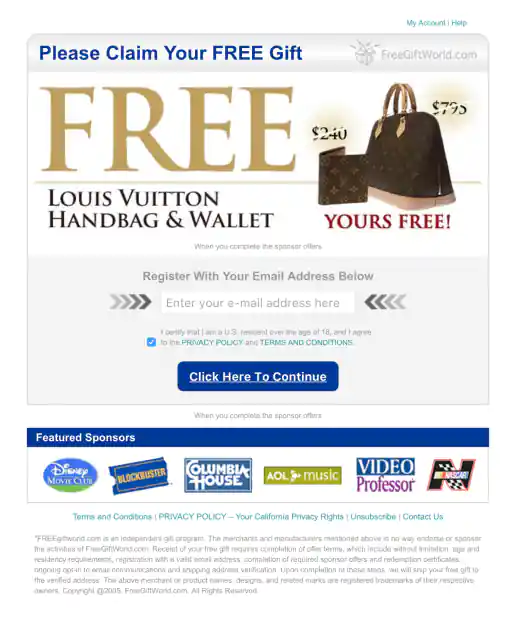 My Account | Help
Please Claim Your FREE Gift
FreeGiftWorld.com
FREE
$240
$795
LOUIS VUITTON
HANDBAG & WALLET
YOURS FREE!
When you complete the sponsor offers
Register With Your Email Address Below
Enter your e-mail address here
I certify that I am a U.S. resident over the age of 18, and I agree
to the PRIVACY POLICY and TERMS AND CONDITIONS.
Click Here To Continue
When you complete the sponsor offers
Featured Sponsors
Disney MOVIE CLUB
BLOCKBUSTER
COLUMBIA HOUSE
AOL music
VIDEO Professor
Terms and Conditions | PRIVACY POLICY – Your California Privacy Rights | Unsubscribe | Contact Us
*FREEgiftworld.com is an independent gift program. The merchants and manufacturers mentioned above in no way endorse or sponsor
the activities of FreeGiftWorld.com. Receipt of your free gift requires completion of offer terms, which include without limitation: age and
residency requirements, registration with a valid email address, completion of required sponsor offers and redemption certificates,
ongoing opt-in to email communications and shipping address verification. Upon completion of these steps, we will ship your free gift to
the verified address. The above merchant or product names, designs, and related marks are registered trademarks of their respective
owners. Copyright @2005, FreeGiftWorld.com. All Rights Reserved.